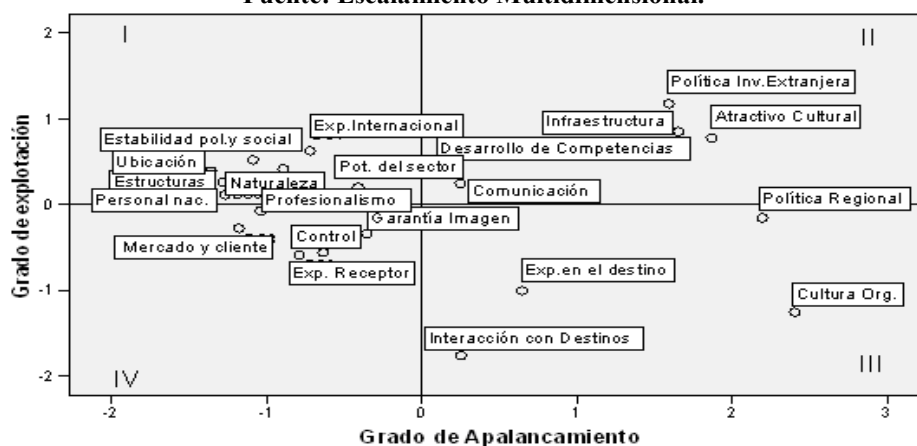 Fuente: Escalamiento Multidimensional.
2
I
II
Política Inv.Extranjera
1
Infraestructura
Atractivo Cultural
Estabilidad pol.y social
Exp.Internacional
Desarrollo de Competencias
Ubicación
Pot. del sector
Estructuras
Naturaleza
Comunicación
Personal nac.
Profesionalismo
Política Regional
0
Garantía Imagen
Mercado y cliente
Control
Exp. Receptor
Exp.en el destino
-1
Cultura Org.
Interacción con Destinos
-2
IV
III
-2 -1 0 1 2 3
Grado de explotación
Grado de Apalancamiento